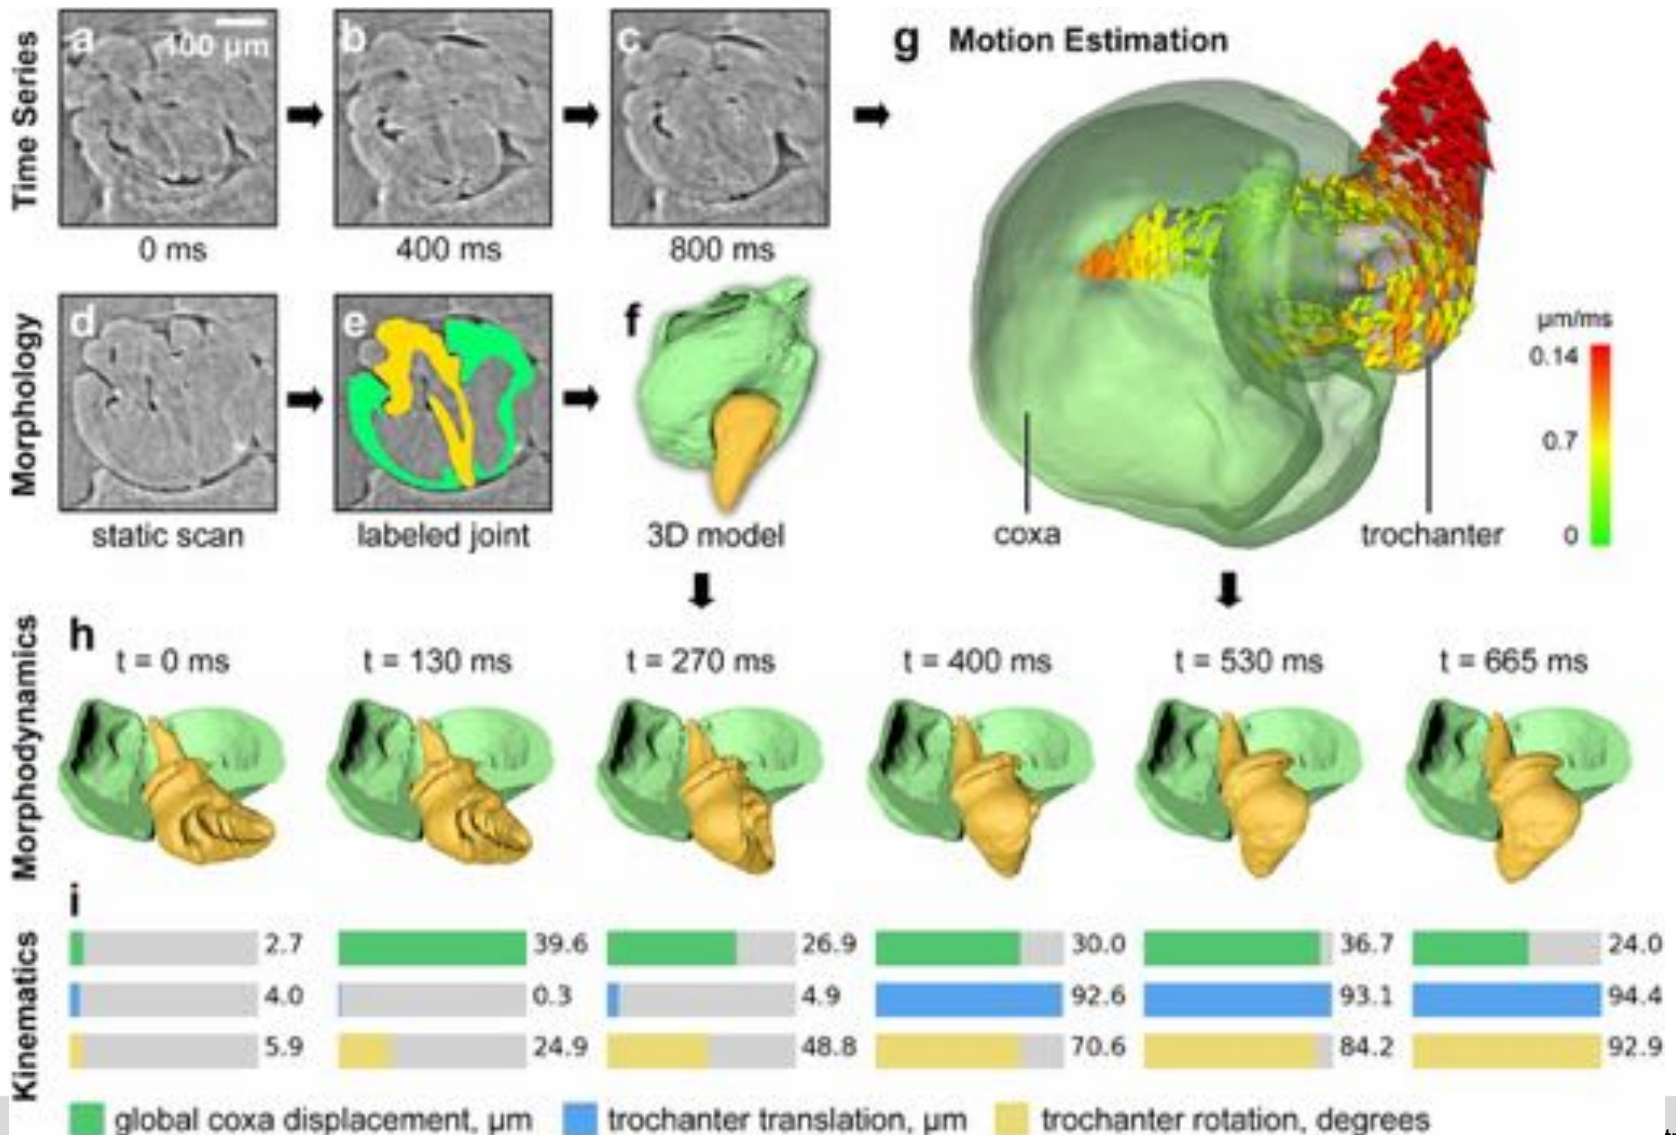 Time Series
a
100 µm
b
c
0 ms
400 ms
800 ms
g Motion Estimation
µm/ms
0.14
0.7
0
coxa
trochanter
Morphology
d
e
f
static scan
labeled joint
3D model
Morphodynamics
h
t = 0 ms
t = 130 ms
t = 270 ms
t = 400 ms
t = 530 ms
t = 665 ms
Kinematics
i
2.7 39.6 26.9 30.0 36.7 24.0
4.0 0.3 4.9 92.6 93.1 94.4
5.9 24.9 48.8 70.6 84.2 92.9
global coxa displacement, µm trochanter translation, µm trochanter rotation, degrees